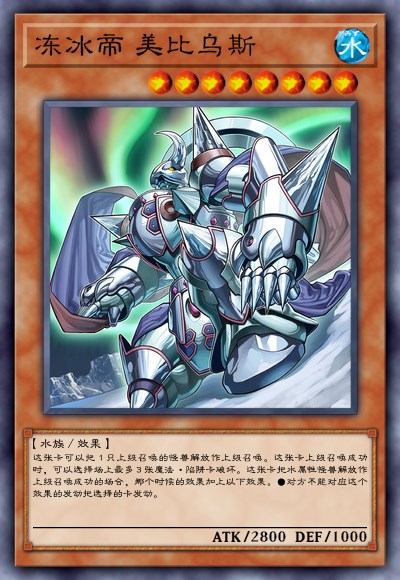 冻冰帝 美比乌斯
水
【水族／效果】
这张卡可以把1只上级召唤的怪兽解放作上级召唤。这张卡上级召唤成功
时，可以选择场上最多3张魔法·陷阱卡破坏。这张卡把水属性怪兽解放作
上级召唤成功的场合，那个时候的效果加上以下效果。●对方不能对应这个
效果的发动把选择的卡发动。
ATK/2800 DEF/1000